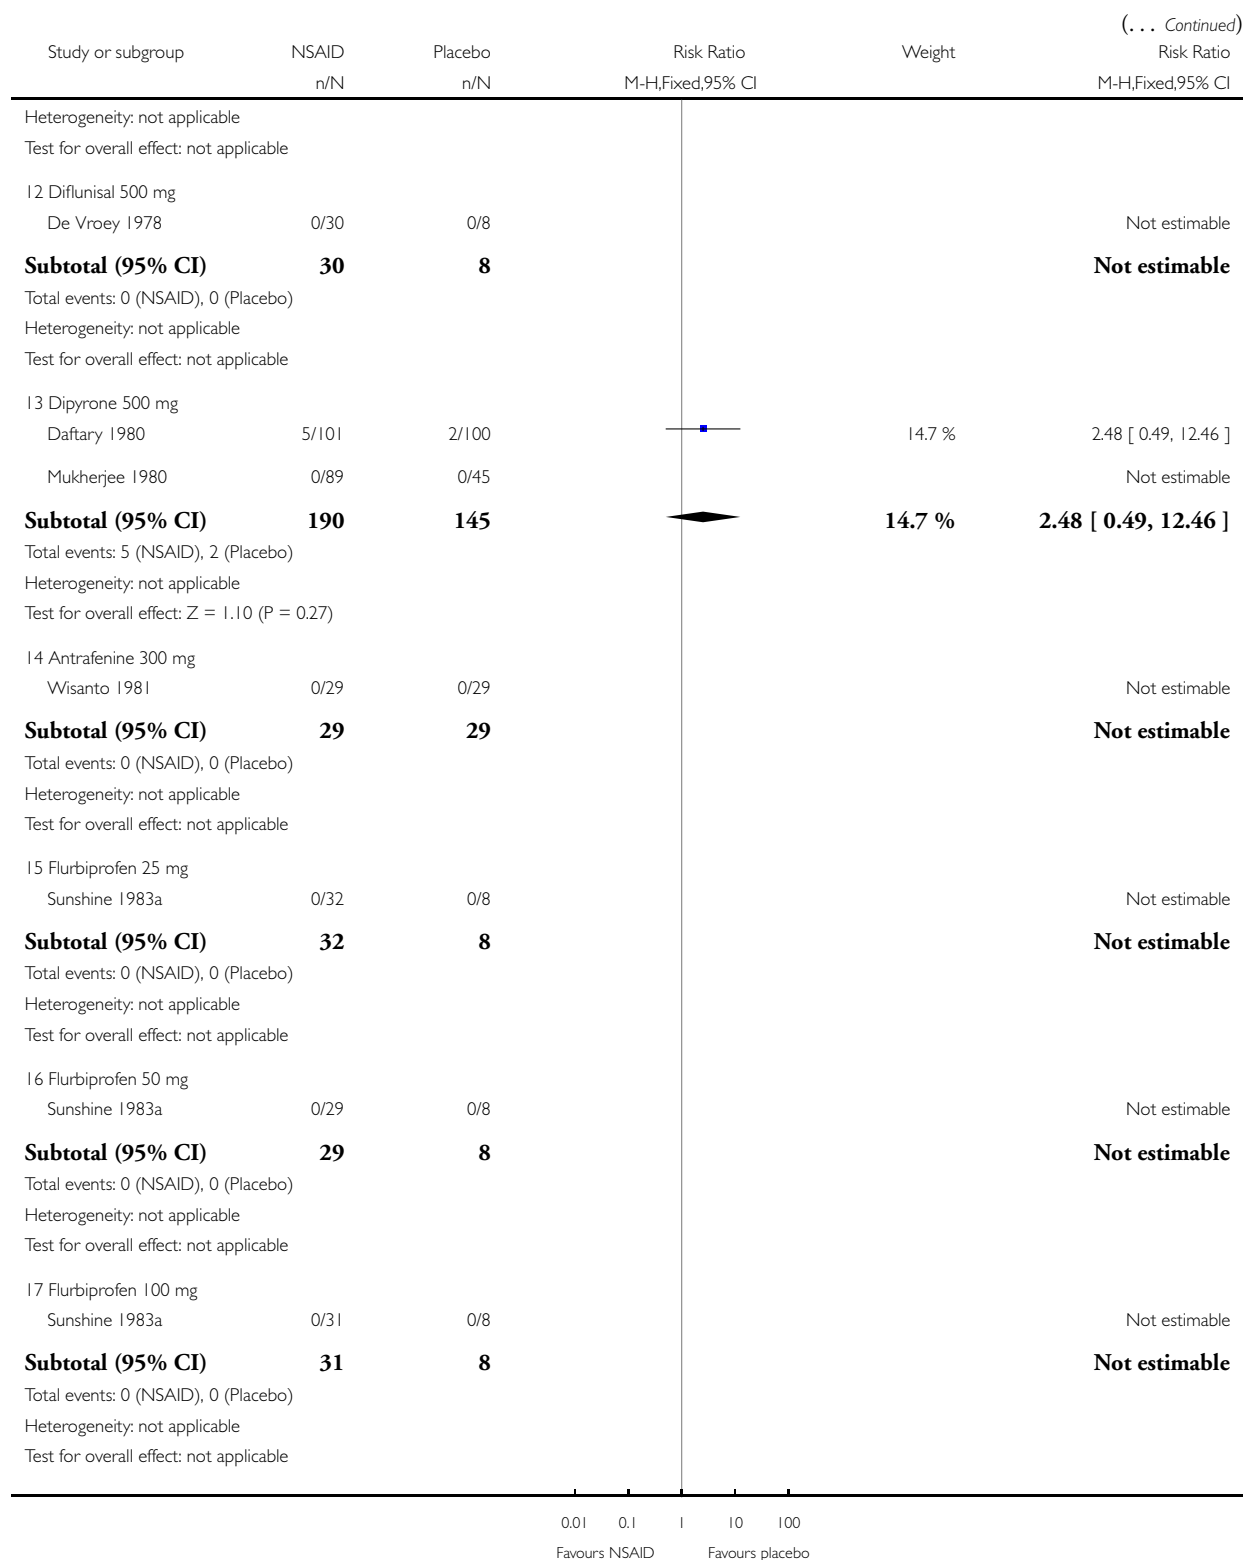 (... Continued)
Study or subgroup NSAID Placebo Risk Ratio Weight Risk Ratio
n/N n/N M-H,Fixed,95% CI M-H,Fixed,95% CI
Heterogeneity: not applicable
Test for overall effect: not applicable
12 Diflunisal 500 mg
De Vroey 1978 0/30 0/8 Not estimable
Subtotal (95% CI) 30 8 Not estimable
Total events: 0 (NSAID), 0 (Placebo)
Heterogeneity: not applicable
Test for overall effect: not applicable
13 Dipyrone 500 mg
Daftary 1980 5/101 2/100 14.7 % 2.48 [ 0.49, 12.46 ]
Mukherjee 1980 0/89 0/45 Not estimable
Subtotal (95% CI) 190 145 14.7 % 2.48 [ 0.49, 12.46 ]
Total events: 5 (NSAID), 2 (Placebo)
Heterogeneity: not applicable
Test for overall effect: Z = 1.10 (P = 0.27)
14 Antrafenine 300 mg
Wisanto 1981 0/29 0/29 Not estimable
Subtotal (95% CI) 29 29 Not estimable
Total events: 0 (NSAID), 0 (Placebo)
Heterogeneity: not applicable
Test for overall effect: not applicable
15 Flurbiprofen 25 mg
Sunshine 1983a 0/32 0/8 Not estimable
Subtotal (95% CI) 32 8 Not estimable
Total events: 0 (NSAID), 0 (Placebo)
Heterogeneity: not applicable
Test for overall effect: not applicable
16 Flurbiprofen 50 mg
Sunshine 1983a 0/29 0/8 Not estimable
Subtotal (95% CI) 29 8 Not estimable
Total events: 0 (NSAID), 0 (Placebo)
Heterogeneity: not applicable
Test for overall effect: not applicable
17 Flurbiprofen 100 mg
Sunshine 1983a 0/31 0/8 Not estimable
Subtotal (95% CI) 31 8 Not estimable
Total events: 0 (NSAID), 0 (Placebo)
Heterogeneity: not applicable
Test for overall effect: not applicable
0.01 0.1 1 10 100
Favours NSAID Favours placebo